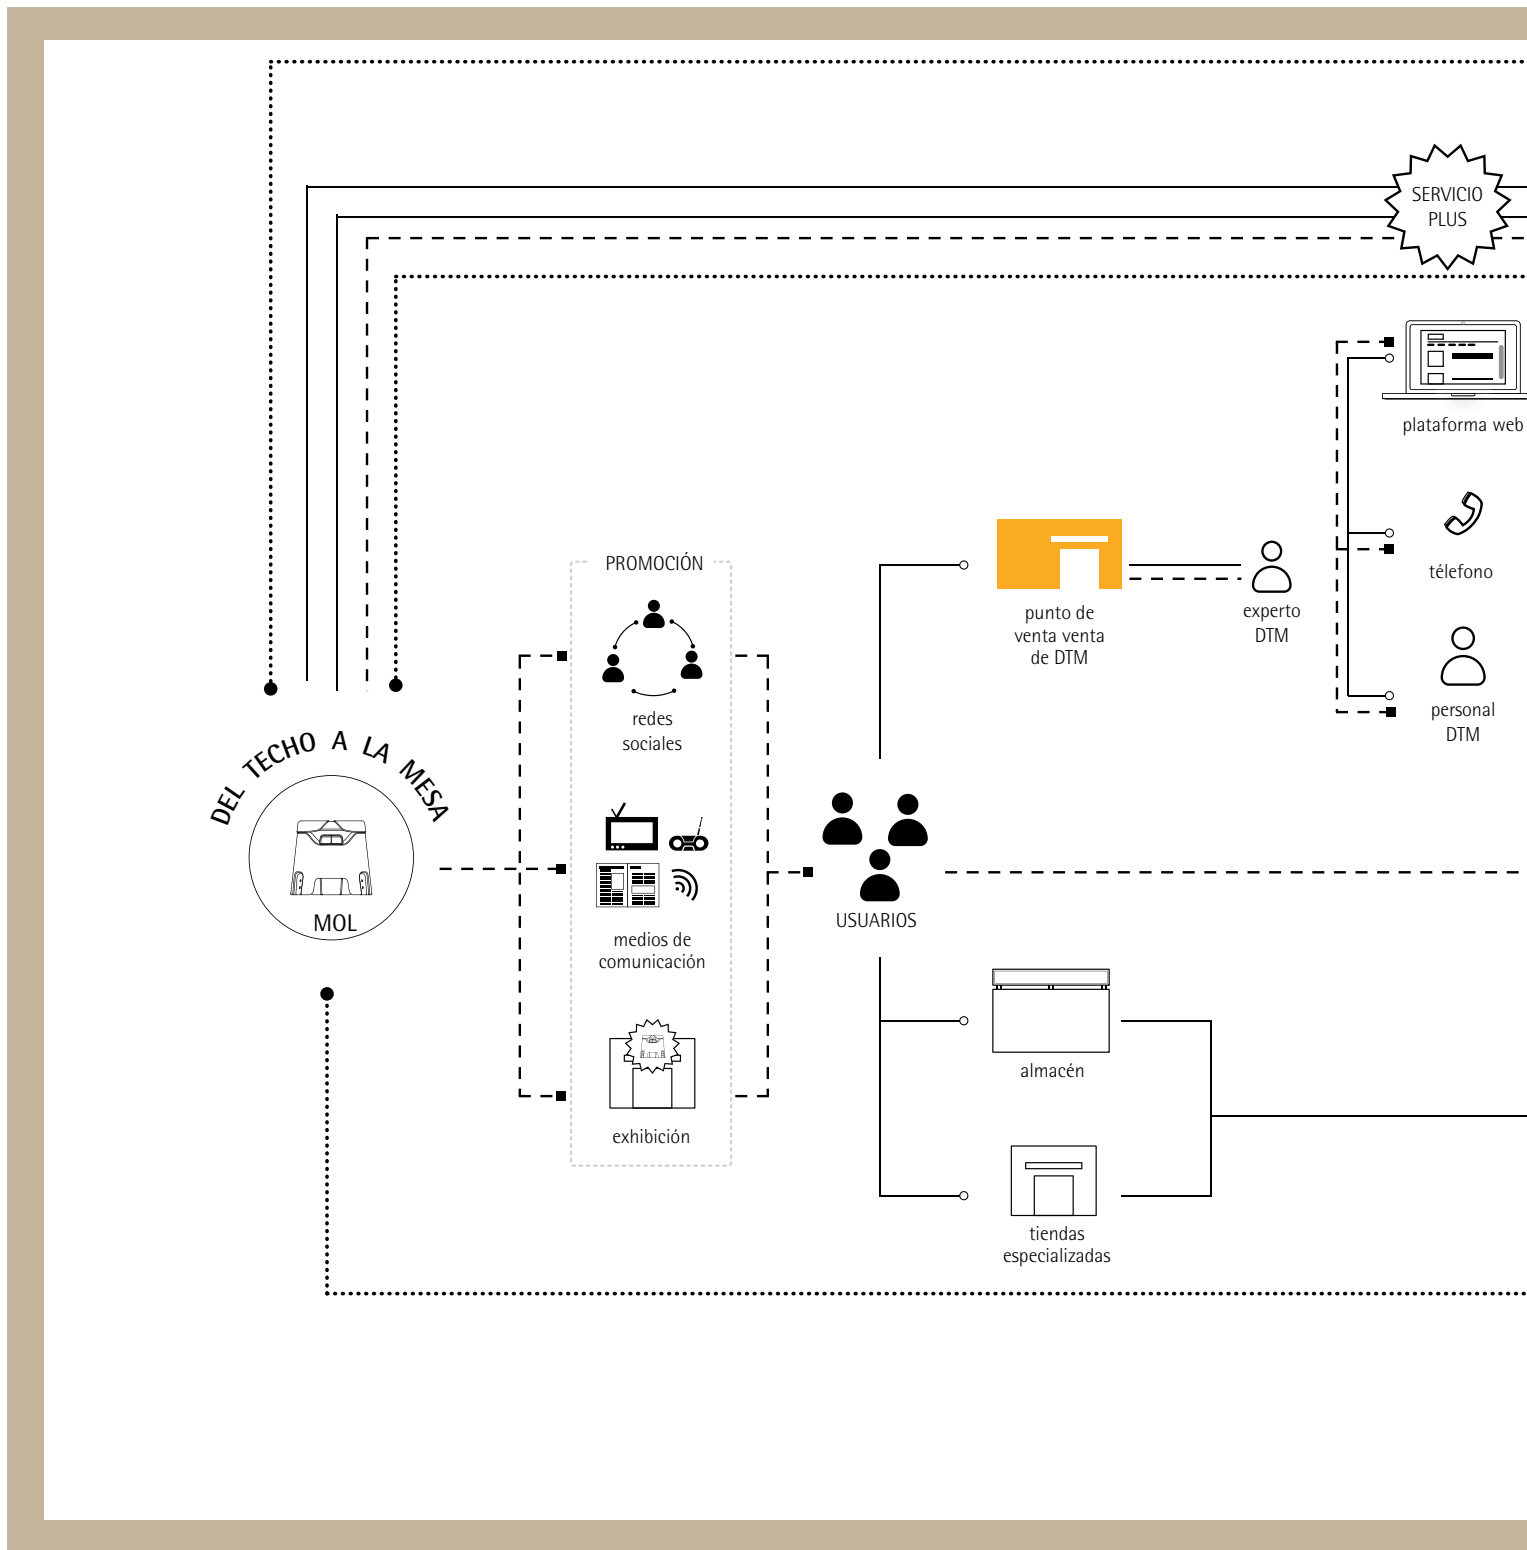 SERVICIO
PLUS
plataforma web
télefono
personal
DTM
punto de
venta venta
de DTM
experto
DTM
PROMOCIÓN
redes
sociales
medios de
comunicación
exhibición
DEL TECHO A LA MESA
MOL
USUARIOS
almacén
tiendas
especializadas